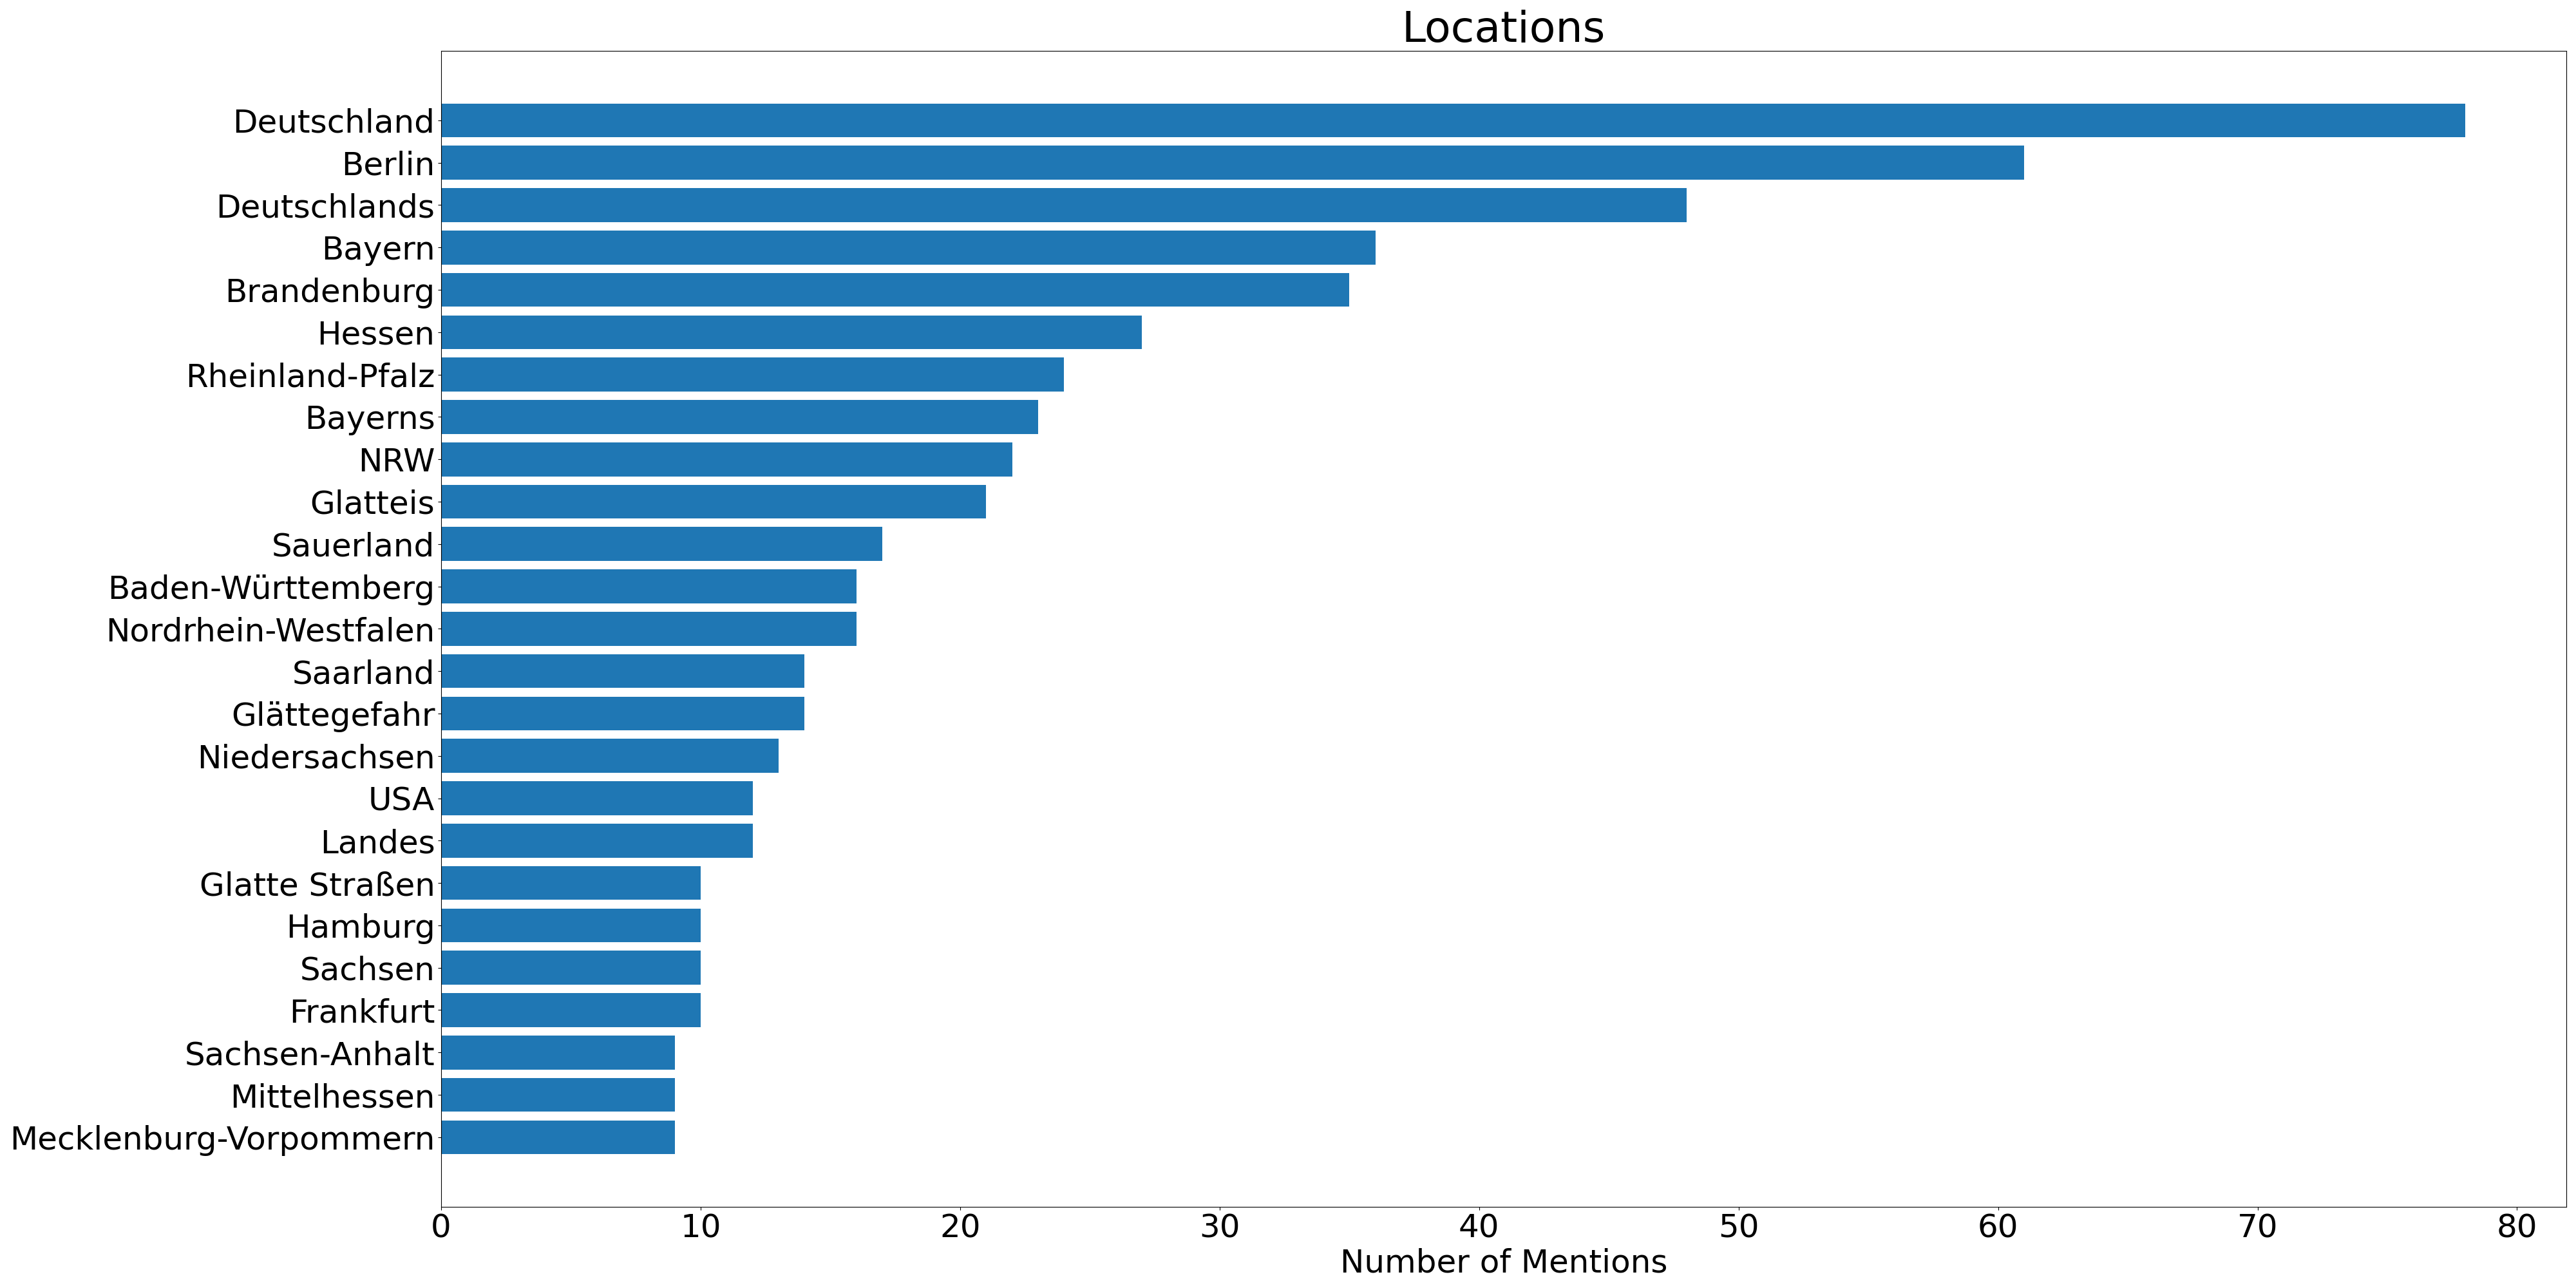 Locations
Deutschland
Berlin
Deutschlands
Bayern
Brandenburg
Hessen
Rheinland-Pfalz
Bayerns
NRW
Glatteis
Sauerland
Baden-Württemberg
Nordrhein-Westfalen
Saarland
Glättegefahr
Niedersachsen
USA
Landes
Glatte Straßen
Hamburg
Sachsen
Frankfurt
Sachsen-Anhalt
Mittelhessen
Mecklenburg-Vorpommern
0 10 20 30 40 50 60 70 80
Number of Mentions